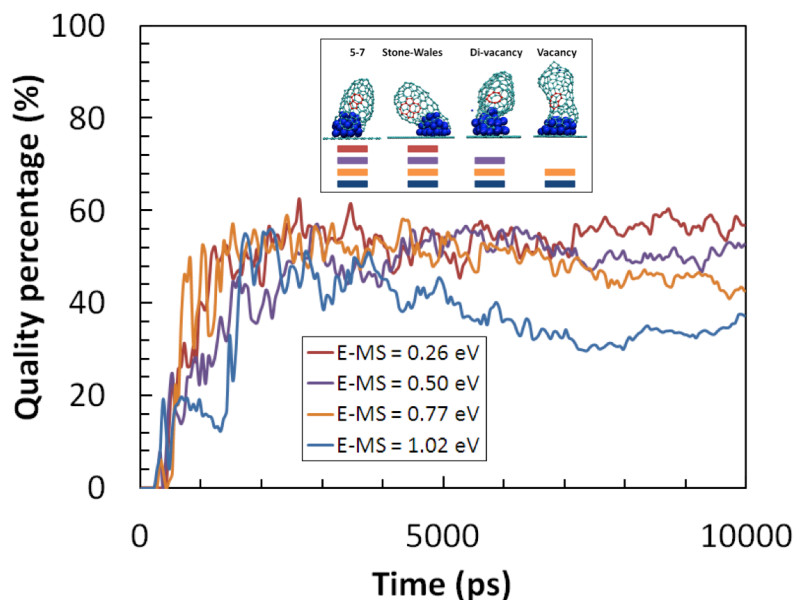 100
80
60
40
20
0
Quality percentage (%)
5-7 Stone-Wales Di-vacancy Vacancy
E-MS = 0.26 eV
E-MS = 0.50 eV
E-MS = 0.77 eV
E-MS = 1.02 eV
0 5000 10000
Time (ps)